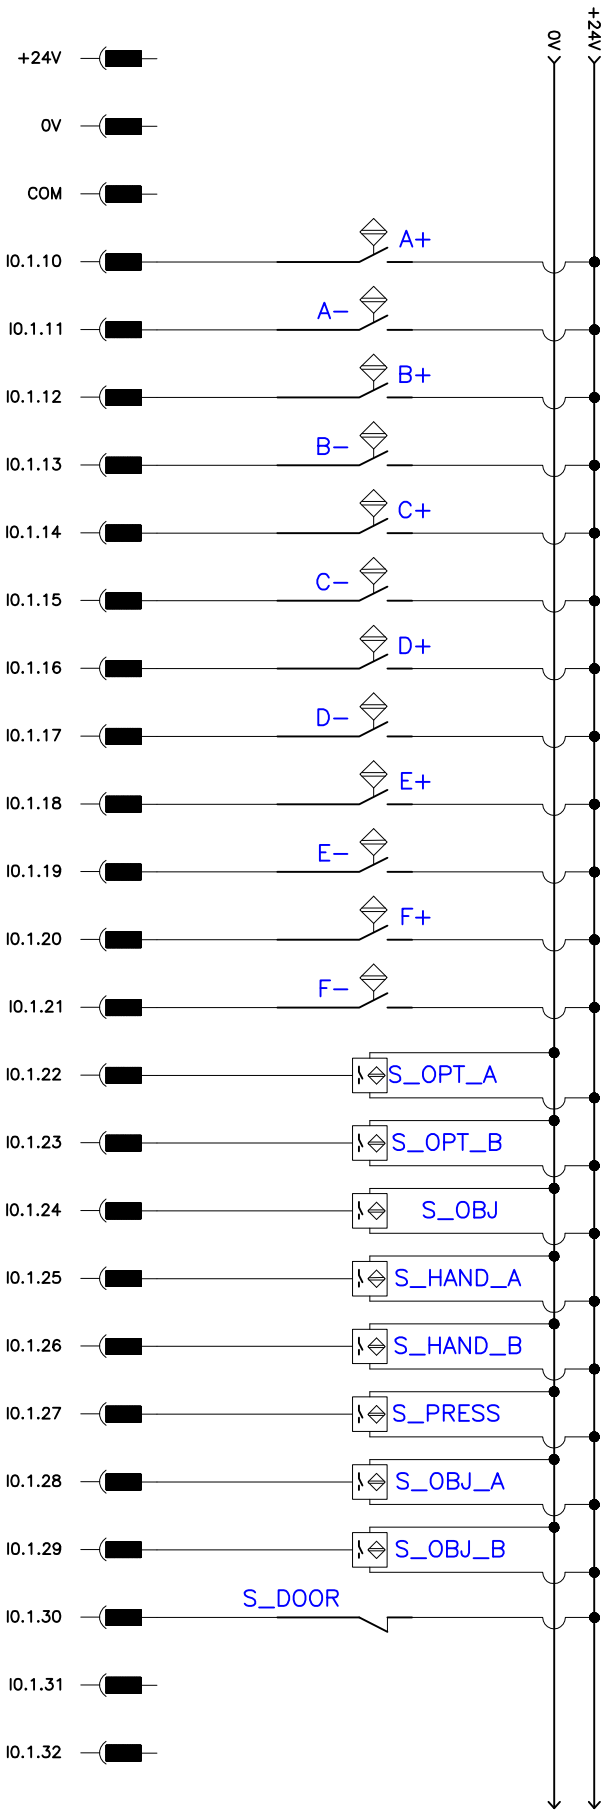 +24V
0V
+24V
0V
COM
I0.1.10
A+
I0.1.11
A−
I0.1.12
B+
I0.1.13
B−
I0.1.14
C+
I0.1.15
C−
I0.1.16
D+
I0.1.17
D−
I0.1.18
E+
I0.1.19
E−
I0.1.20
F+
I0.1.21
F−
I0.1.22
S_OPT_A
I0.1.23
S_OPT_B
I0.1.24
S_OBJ
I0.1.25
S_HAND_A
I0.1.26
S_HAND_B
I0.1.27
S_PRESS
I0.1.28
S_OBJ_A
I0.1.29
S_OBJ_B
I0.1.30
S_DOOR
I0.1.31
I0.1.32